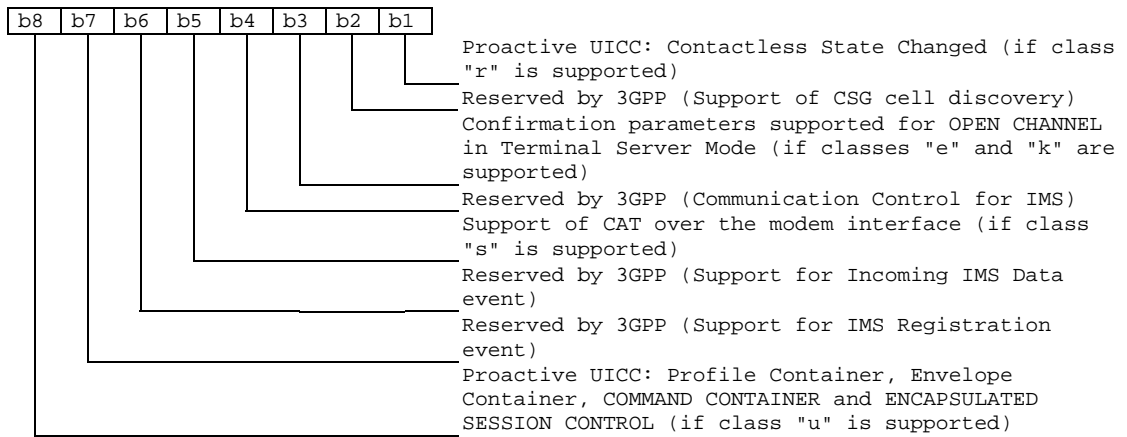 b8 b7 b6 b5 b4 b3 b2 b1
Proactive UICC: Contactless State Changed (if class
"r" is supported)
Reserved by 3GPP (Support of CSG cell discovery)
Confirmation parameters supported for OPEN CHANNEL
in Terminal Server Mode (if classes "e" and "k" are
supported)
Reserved by 3GPP (Communication Control for IMS)
Support of CAT over the modem interface (if class
"s" is supported)
Reserved by 3GPP (Support for Incoming IMS Data
event)
Reserved by 3GPP (Support for IMS Registration
event)
Proactive UICC: Profile Container, Envelope
Container, COMMAND CONTAINER and ENCAPSULATED
SESSION CONTROL (if class "u" is supported)